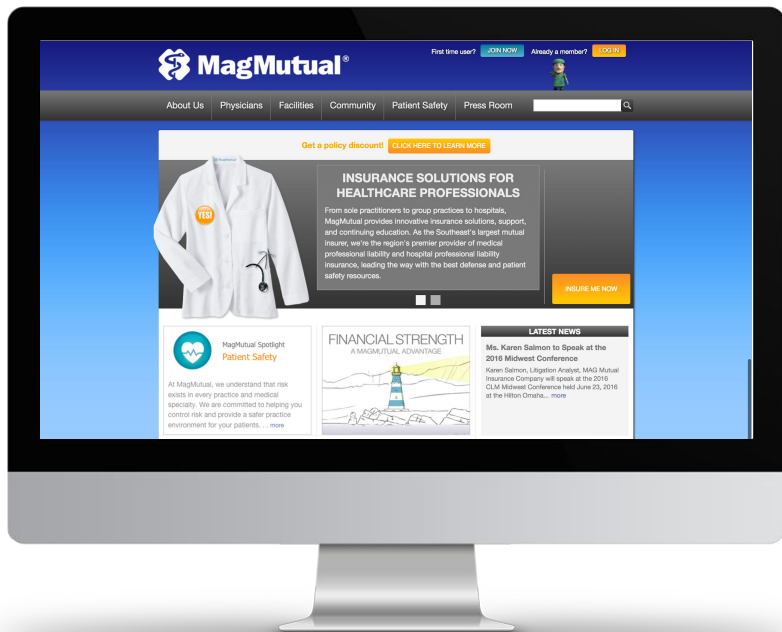 First time user? JOIN NOW Already a member? LOG IN
MagMutual®
About Us Physicians Facilities Community Patient Safety Press Room
Get a policy discount! CLICK HERE TO LEARN MORE
MagMutual
YES!
INSURANCE SOLUTIONS FOR
HEALTHCARE PROFESSIONALS
From sole practitioners to group practices to hospitals,
MagMutual provides innovative insurance solutions, support,
and continuing education. As the Southeast's largest mutual
insurer, we're the region's premier provider of medical
professional liability and hospital professional liability
insurance, leading the way with the best defense and patient
safety resources.
INSURE ME NOW
MagMutual Spotlight
Patient Safety
At MagMutual, we understand that risk
exists in every practice and medical
specialty. We are committed to helping you
control risk and provide a safer practice
environment for your patients. . . more
FINANCIAL STRENGTH
A MAGMUTUAL ADVANTAGE
LATEST NEWS
Ms. Karen Salmon to Speak at the
2016 Midwest Conference
Karen Salmon, Litigation Analyst, MAG Mutual
Insurance Company will speak at the 2016
CLM Midwest Conference held June 23, 2016
at the Hilton Omaha... more